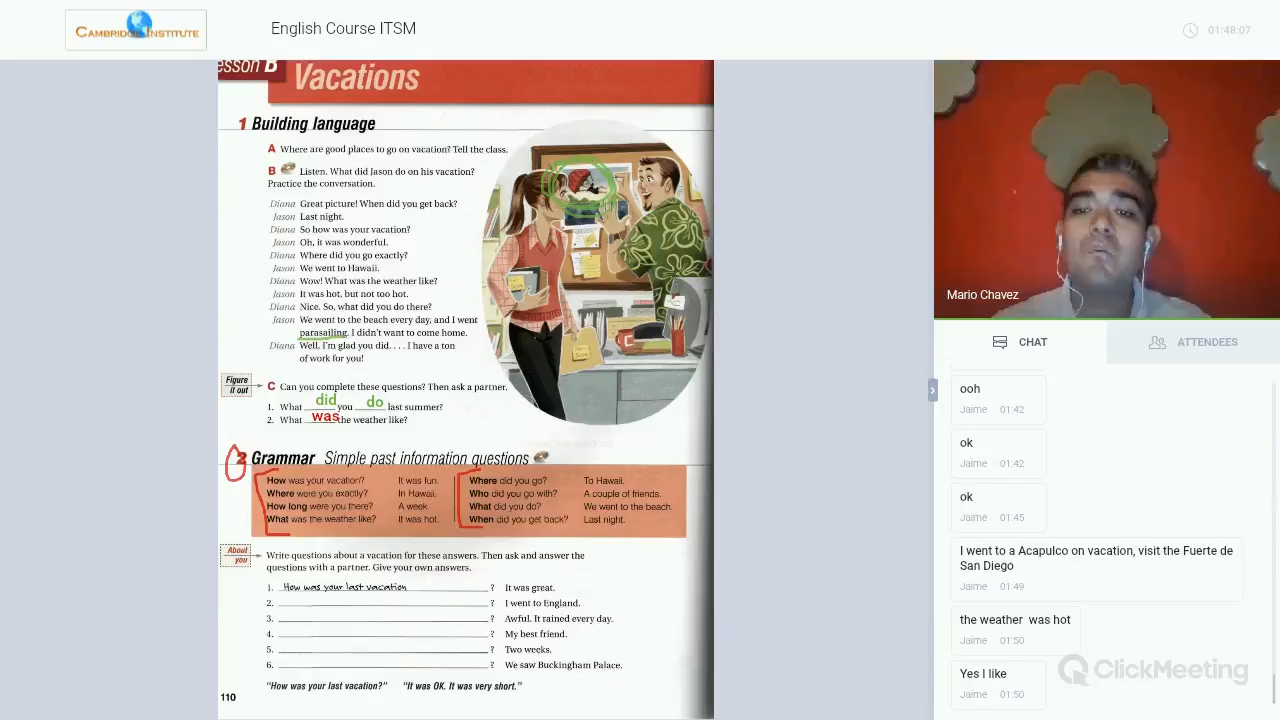 CAMBRIDGE INSTITUTE
English Course ITSM
01:48:07
Lesson B
Vacations
1 Building language
A Where are good places to go on vacation? Tell the class.
B Listen. What did Jason do on his vacation?
Practice the conversation.
Diana Great picture! When did you get back?
Jason Last night.
Diana So how was your vacation?
Jason Oh, it was wonderful.
Diana Where did you go exactly?
Jason We went to Hawaii.
Diana Wow! What was the weather like?
Jason It was hot, but not too hot.
Diana Nice. So, what did you do there?
Jason We went to the beach every day, and I went
parasailing. I didn't want to come home.
Diana Well, I'm glad you did. . . . I have a ton
of work for you!
Figure
it out
C Can you complete these questions? Then ask a partner.
1. What did you do last summer?
2. What was the weather like?
2 Grammar Simple past information questions
How was your vacation? It was fun. Where did you go? To Hawaii.
Where were you exactly? In Hawaii. Who did you go with? A couple of friends.
How long were you there? A week. What did you do? We went to the beach.
What was the weather like? It was hot. When did you get back? Last night.
About
you
Write questions about a vacation for these answers. Then ask and answer the
questions with a partner. Give your own answers.
1. How was your last vacation ? It was great.
2. ? I went to England.
3. ? Awful. It rained every day.
4. ? My best friend.
5. ? Two weeks.
6. ? We saw Buckingham Palace.
"How was your last vacation?" "It was OK. It was very short."
110
Mario Chavez
CHAT
ATTENDEES
ooh
Jaime 01:42
ok
Jaime 01:42
ok
Jaime 01:45
I went to a Acapulco on vacation, visit the Fuerte de
San Diego
Jaime 01:49
the weather was hot
Jaime 01:50
Yes I like
Jaime 01:50
ClickMeeting